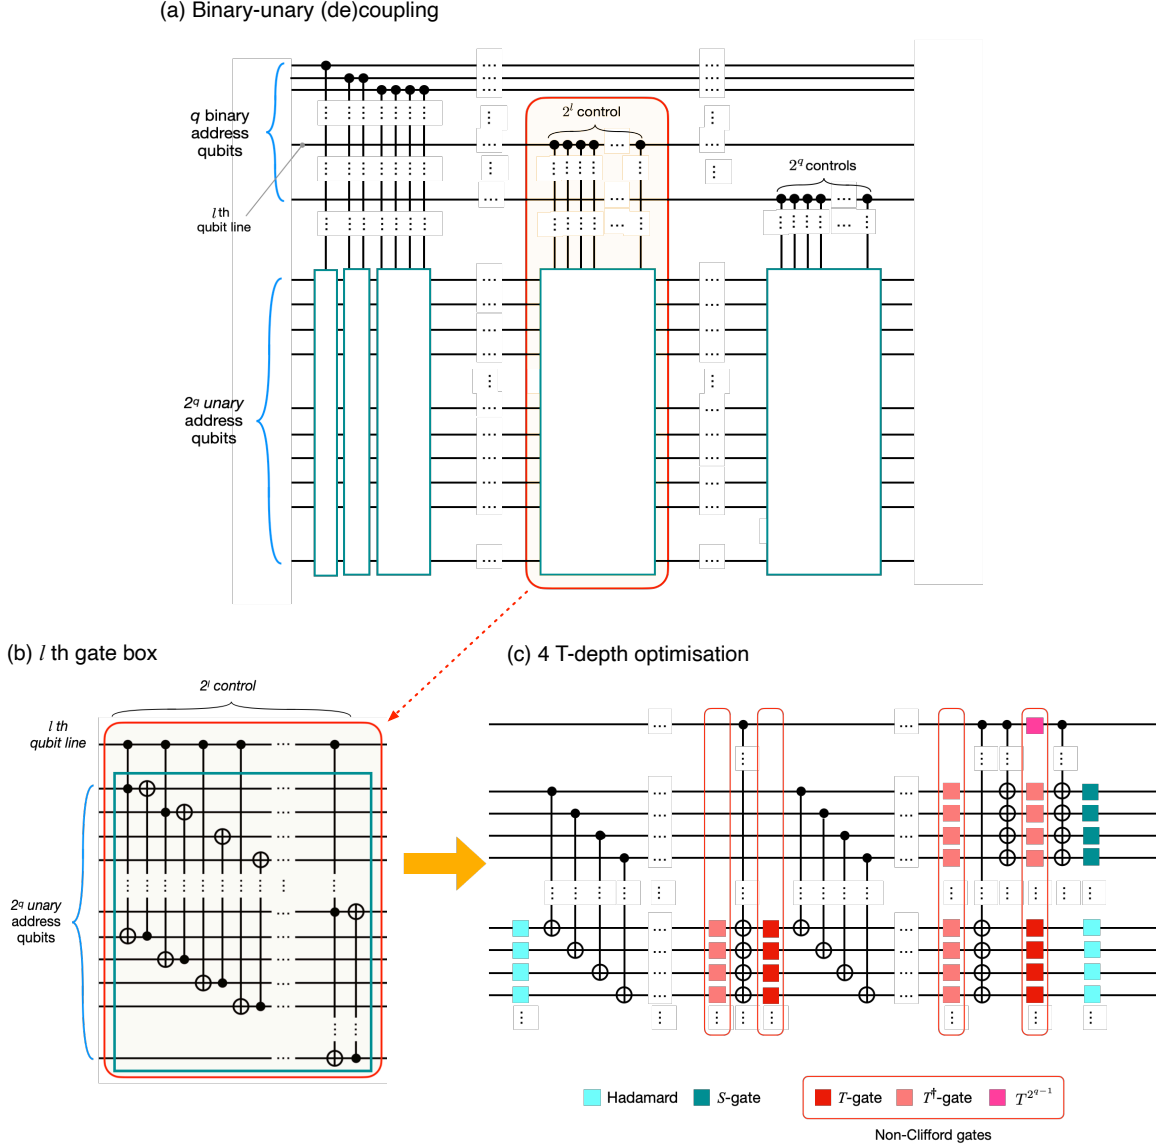 (a) Binary-unary (de)coupling
q binary
address
qubits
l th
qubit line
2^l control
2^q controls
2^q unary
address
qubits
(b) l th gate box
2^l control
l th
qubit line
2^q unary
address
qubits
(c) 4 T-depth optimisation
Hadamard
S-gate
T-gate
T^†-gate
T^{2^{q-1}}
Non-Clifford gates